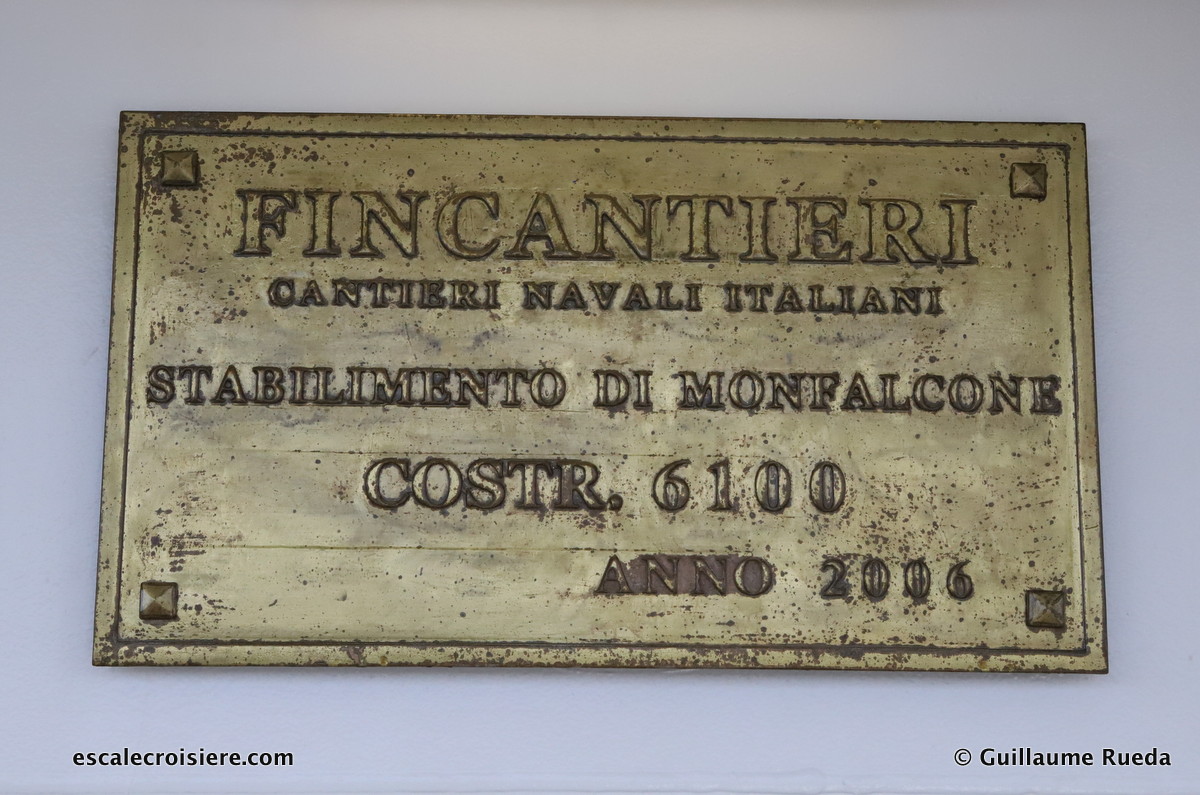 FINCANTIERI
CANTIERI NAVALI ITALIANI
STABILIMENTO DI MONFALCONE
COSTR. 6100
ANNO 2006
escalecroisiere.com
© Guillaume Rueda